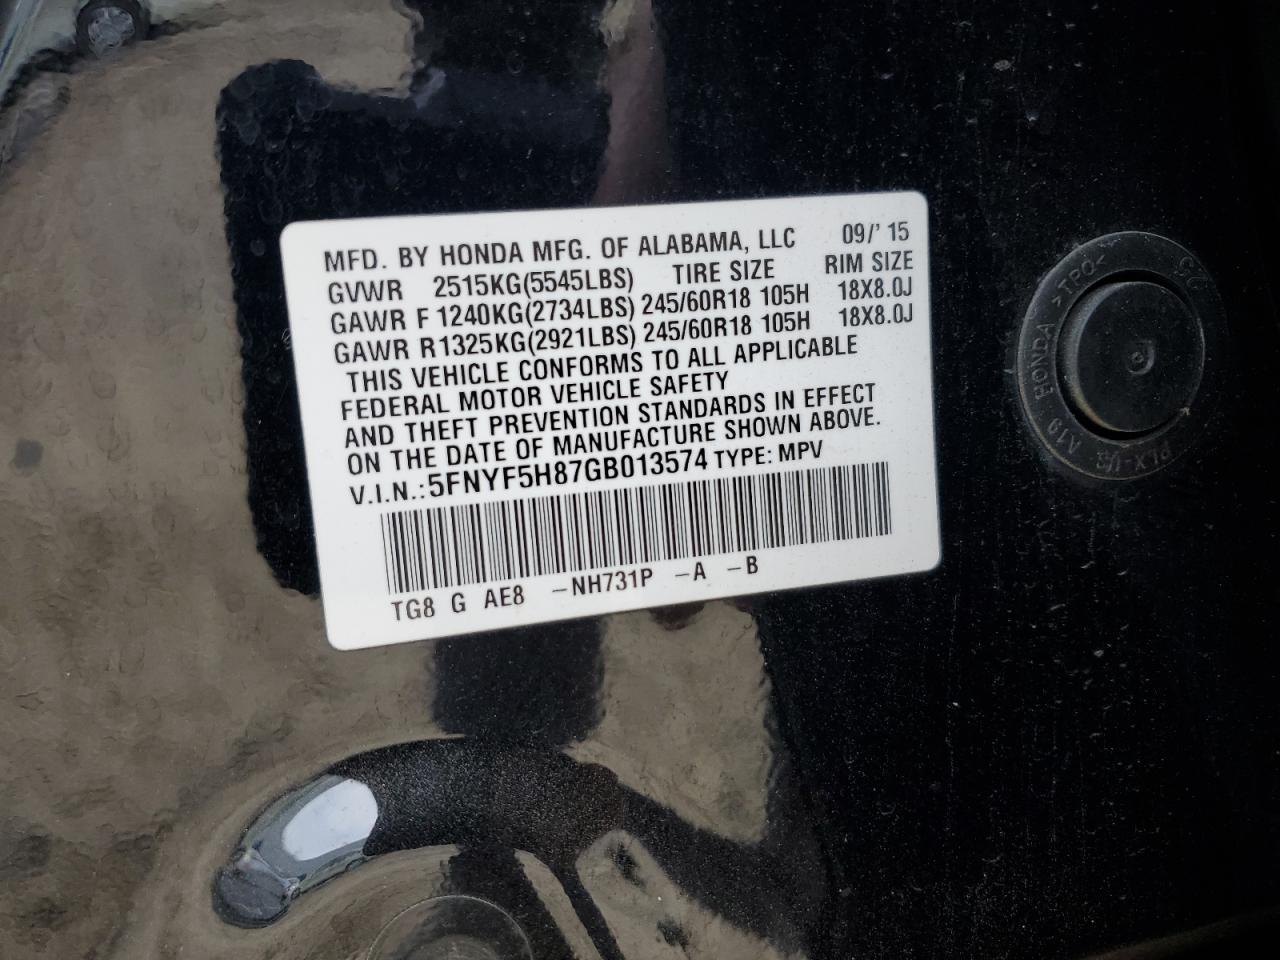 MFD. BY HONDA MFG. OF ALABAMA, LLC 09/'15
GVWR 2515KG(5545LBS) TIRE SIZE RIM SIZE
GAWR F 1240KG(2734LBS) 245/60R18 105H 18X8.0J
GAWR R1325KG(2921LBS) 245/60R18 105H 18X8.0J
THIS VEHICLE CONFORMS TO ALL APPLICABLE
FEDERAL MOTOR VEHICLE SAFETY
AND THEFT PREVENTION STANDARDS IN EFFECT
ON THE DATE OF MANUFACTURE SHOWN ABOVE.
V.I.N.: 5FNYF5H87GB013574 TYPE: MPV
TG8 G AE8 -NH731P -A -B
A19 HONDA >TPO< 25